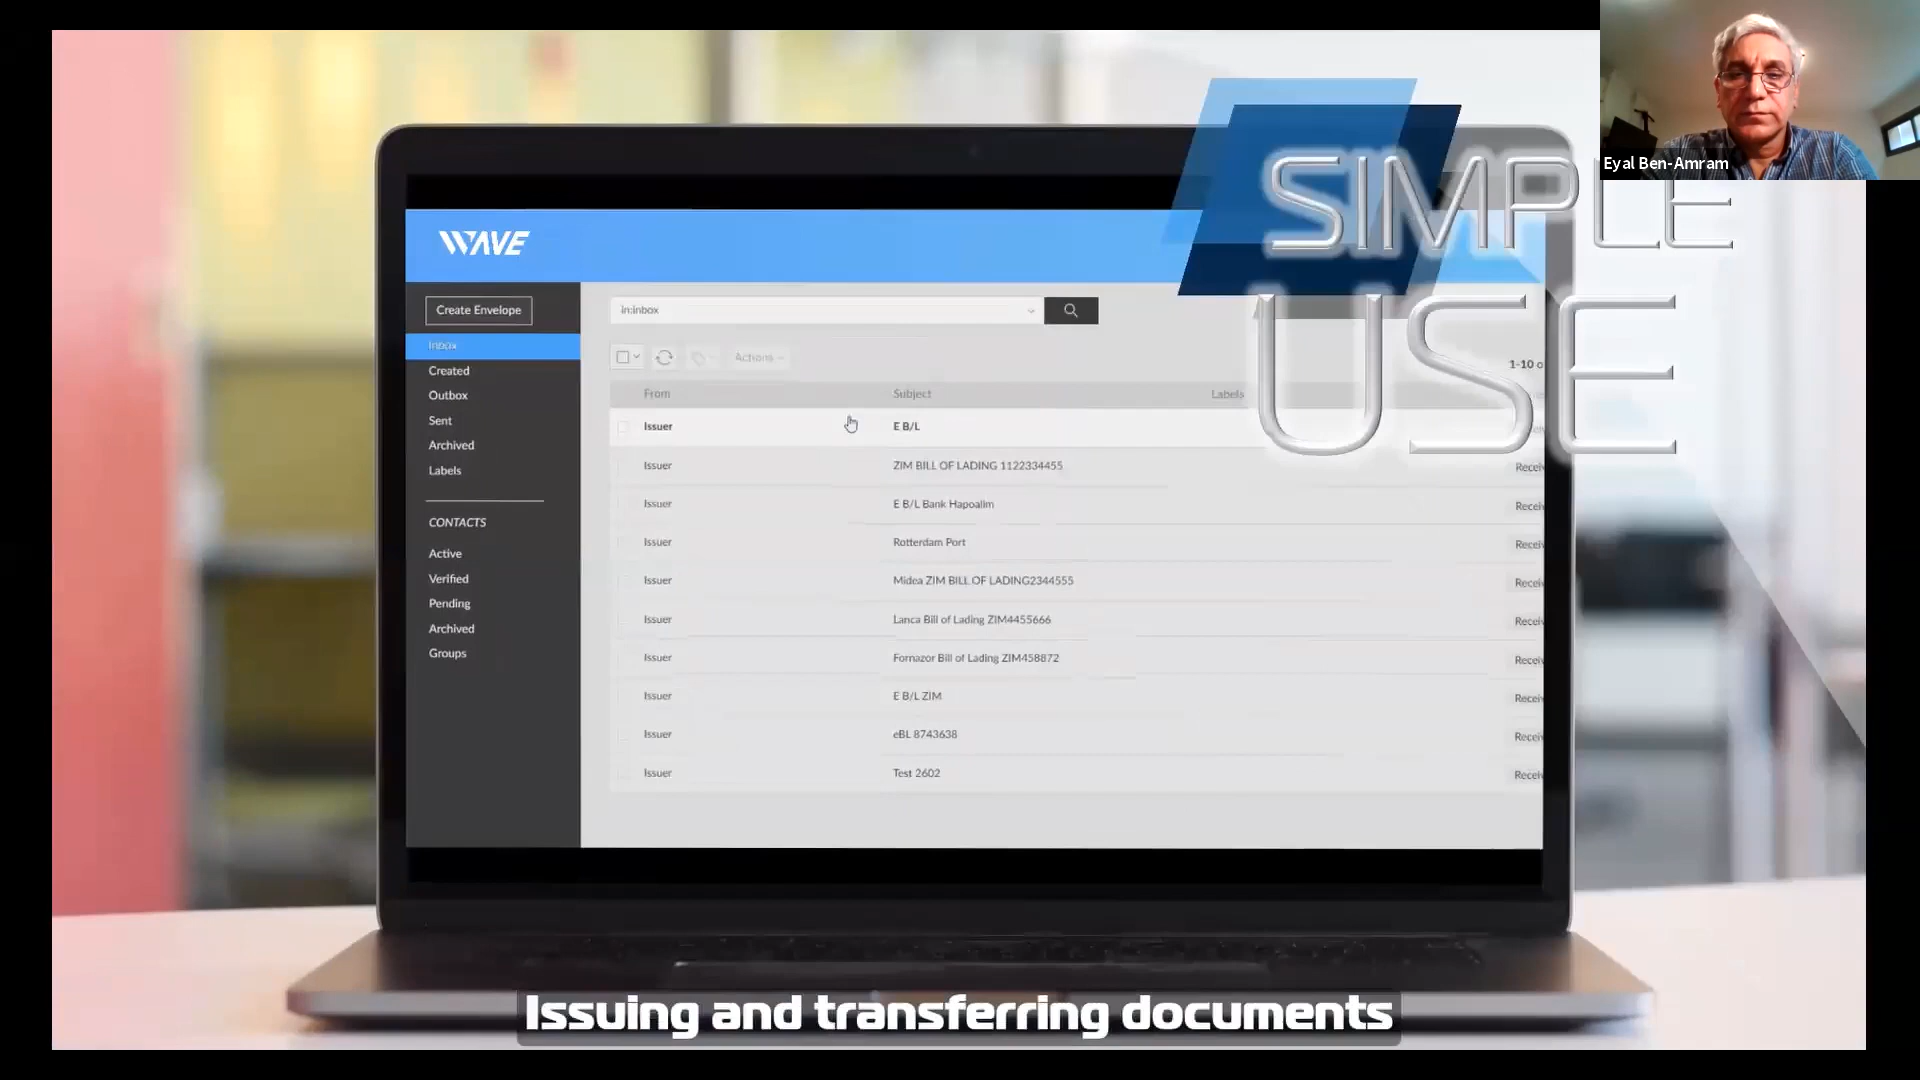 Eyal Ben-Amram
SIMPLE
USE
WAVE
Create Envelope
in:inbox
Inbox
Created
Outbox
Sent
Archived
Labels
CONTACTS
Active
Verified
Pending
Archived
Groups
Actions
1-10
From Subject Labels
Issuer E B/L
Issuer ZIM BILL OF LADING 1122334455
Issuer E B/L Bank Hapoalim
Issuer Rotterdam Port
Issuer Midea ZIM BILL OF LADING2344555
Issuer Lanca Bill of Lading ZIM4455666
Issuer Fornazor Bill of Lading ZIM458872
Issuer E B/L ZIM
Issuer eBL 8743638
Issuer Test 2602
Issuing and transferring documents